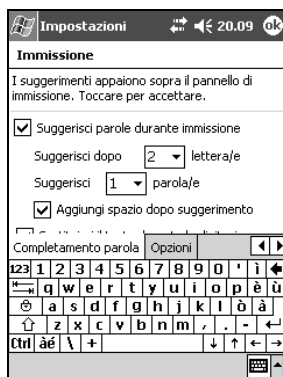 Impostazioni 20.09 ok
Immissione
I suggerimenti appaiono sopra il pannello di
immissione. Toccare per accettare.
Suggerisci parole durante immissione
Suggerisci dopo 2 lettera/e
Suggerisci 1 parola/e
Aggiungi spazio dopo suggerimento
Completamento parola Opzioni
123 1 2 3 4 5 6 7 8 9 0 ' ì
q w e r t y u i o p è ù
a s d f g h j k l ò à
z x c v b n m , . -
Ctrl àé \ +